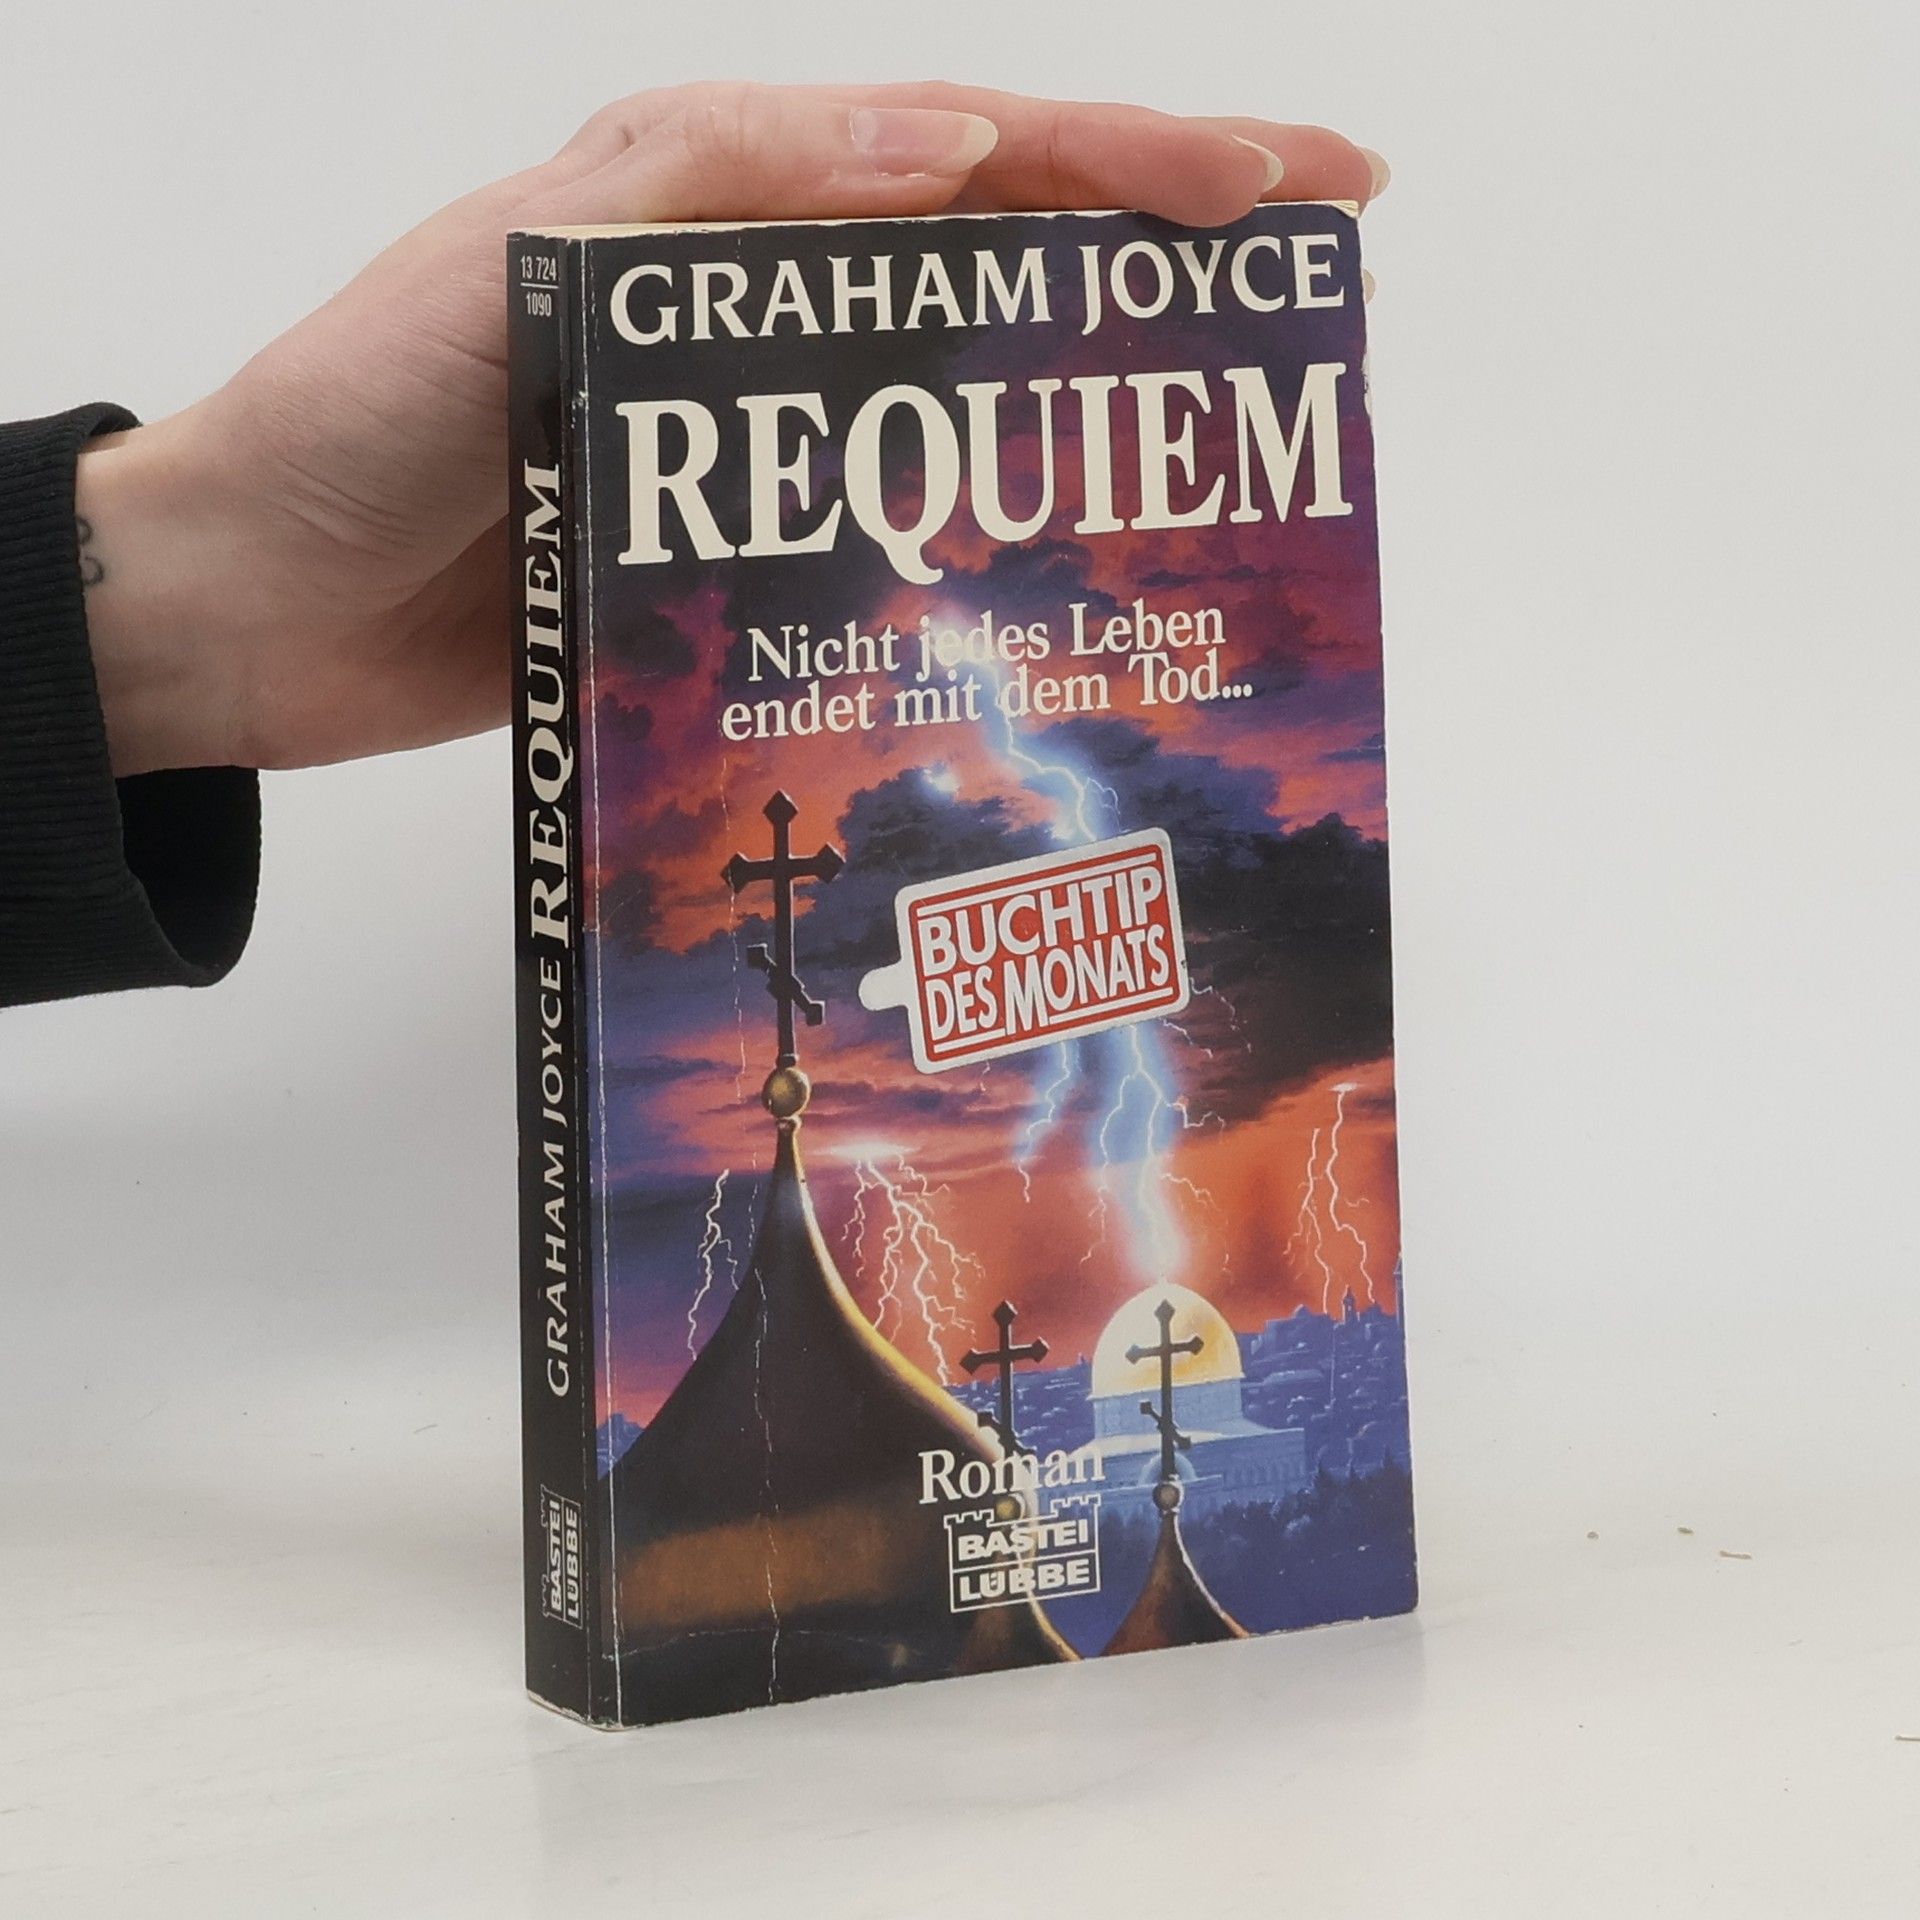 13 724
1090
GRAHAM JOYCE REQUIEM
BASTEI
LÜBBE
GRAHAM JOYCE
REQUIEM
Nicht jedes Leben
endet mit dem Tod...
BUCHTIP
DES MONATS
Roman
BASTEI
LÜBBE